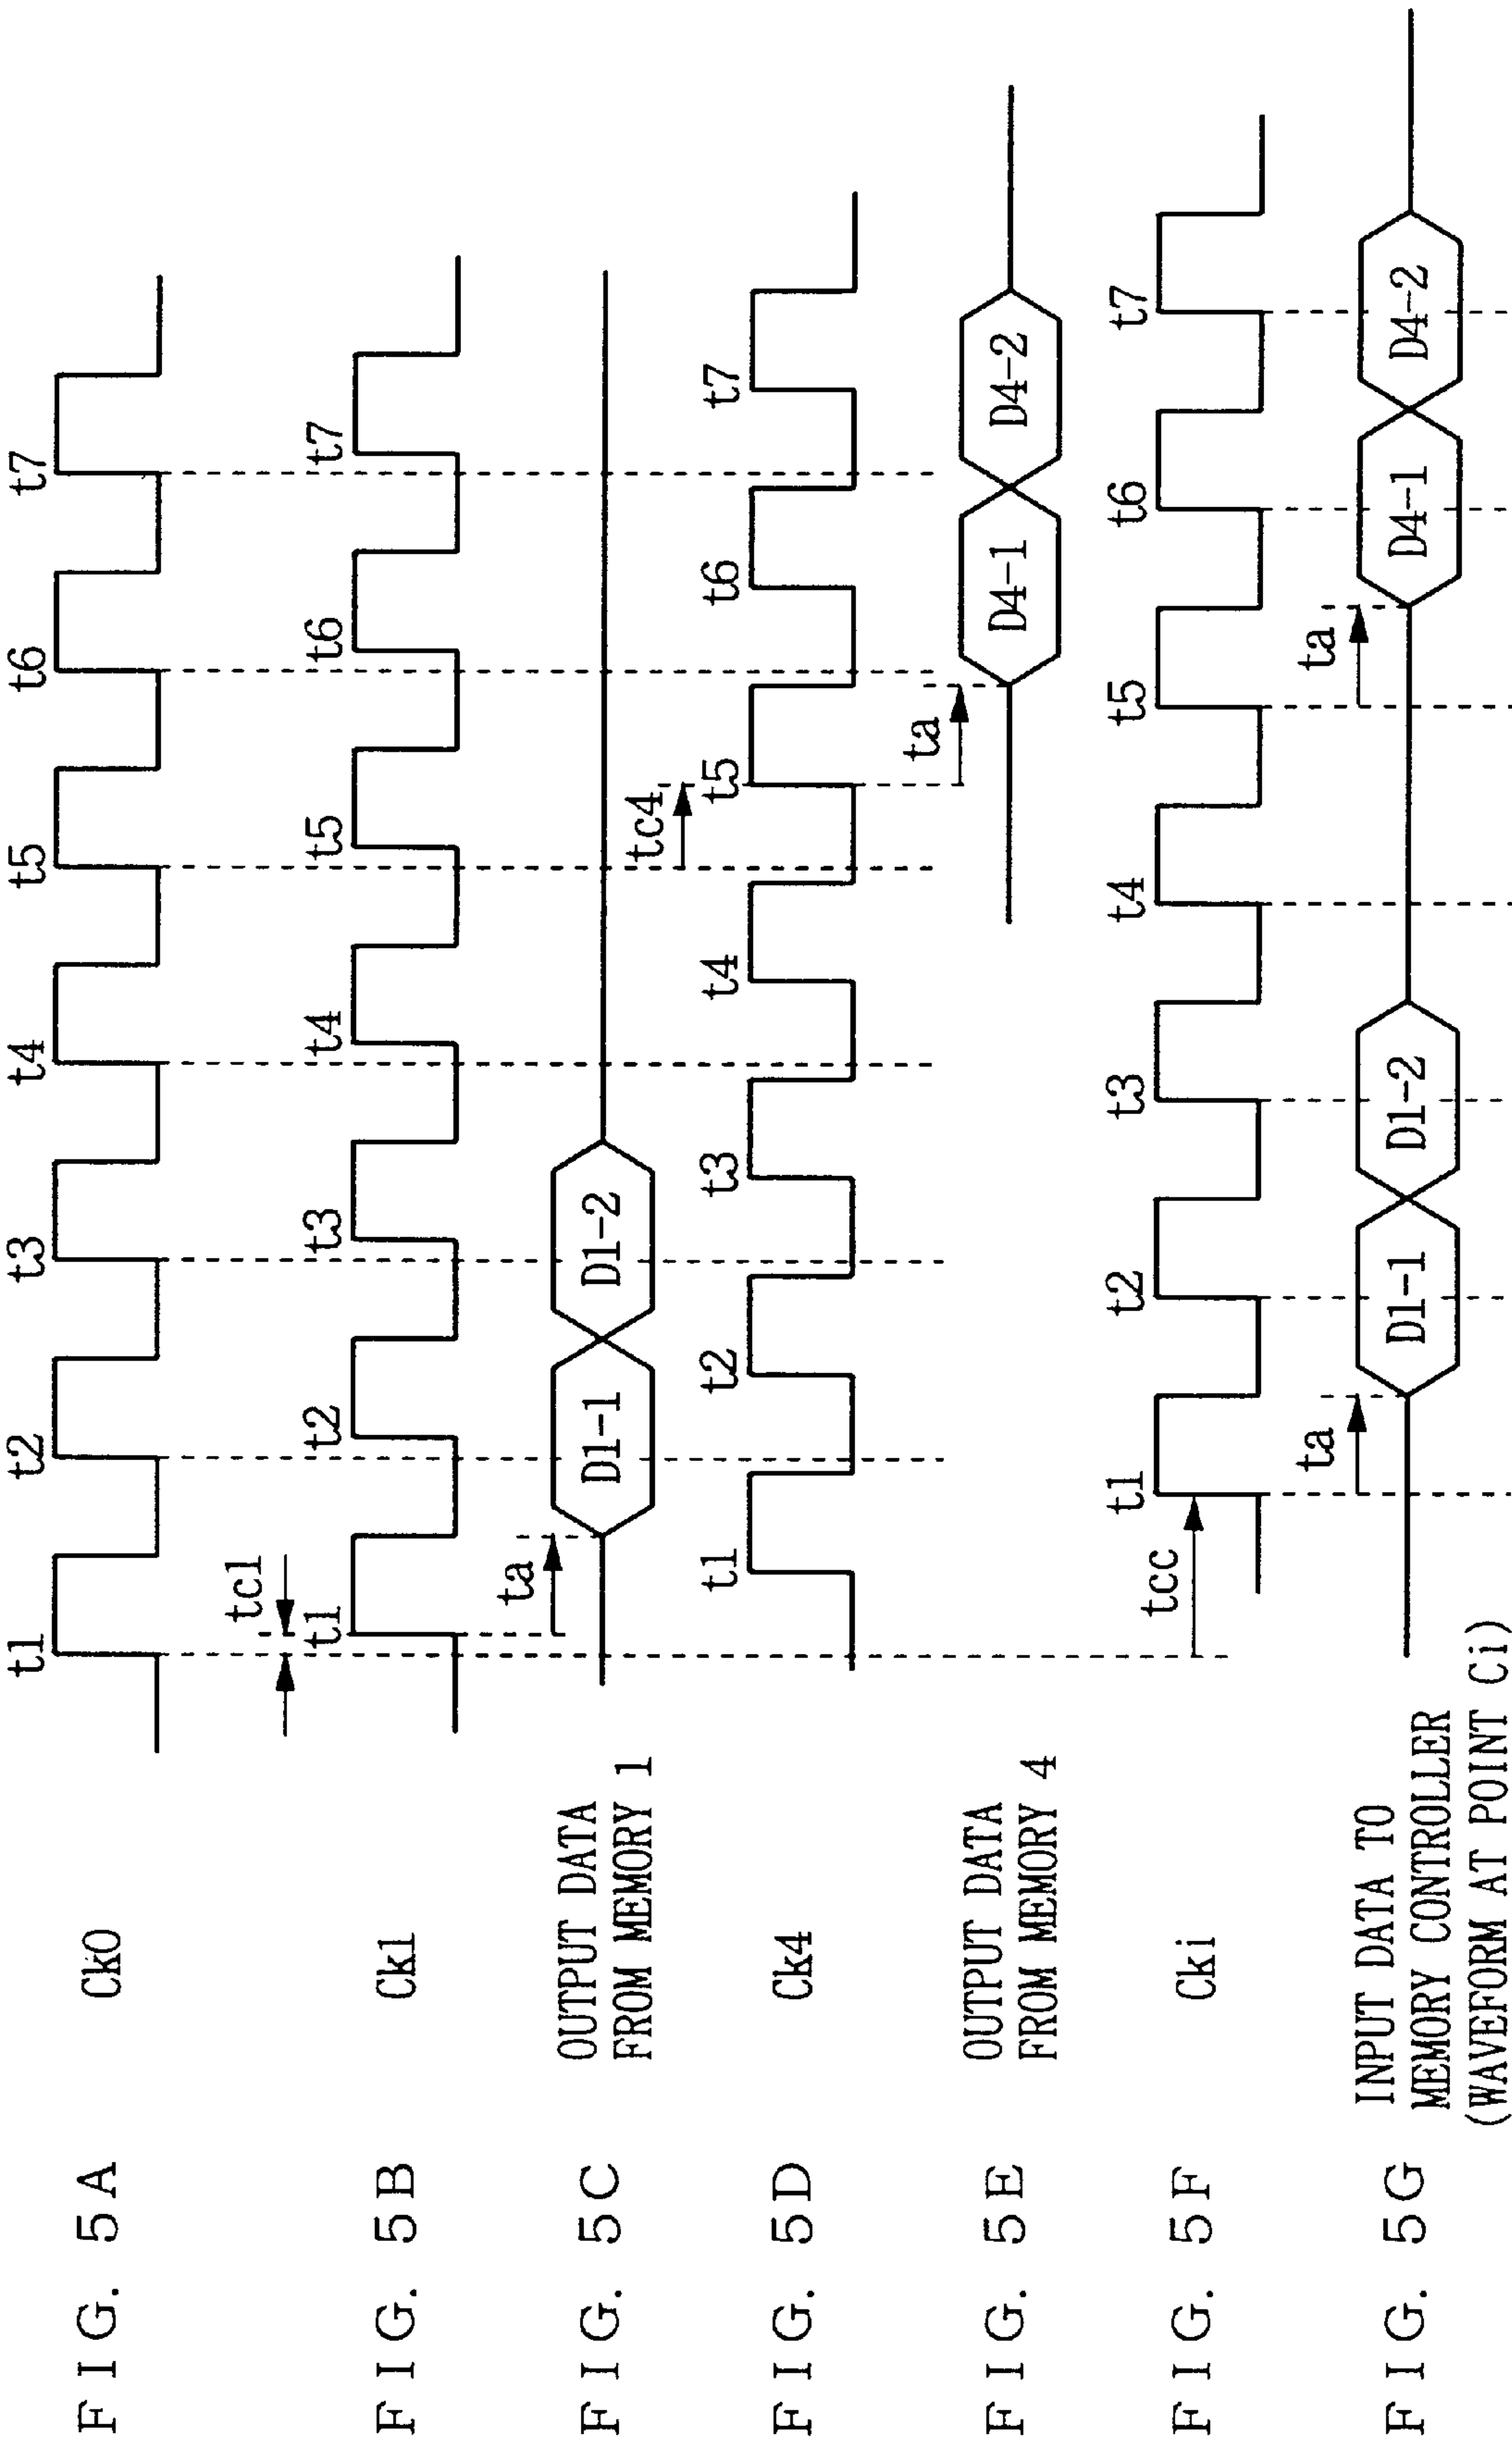 FIG. 5A
Ck0
t1 t2 t3 t4 t5 t6 t7
tc1
FIG. 5B
Ck1
t1 t2 t3 t4 t5 t6 t7
FIG. 5C
OUTPUT DATA
FROM MEMORY 1
ta
D1-1 D1-2
tc4
FIG. 5D
Ck4
t1 t2 t3 t4 t5 t6 t7
ta
FIG. 5E
OUTPUT DATA
FROM MEMORY 4
D4-1 D4-2
FIG. 5F
Cki
tcc
t1 t2 t3 t4 t5 t6 t7
FIG. 5G
INPUT DATA TO
MEMORY CONTROLLER
(WAVEFORM AT POINT Ci)
ta ta
D1-1 D1-2 D4-1 D4-2